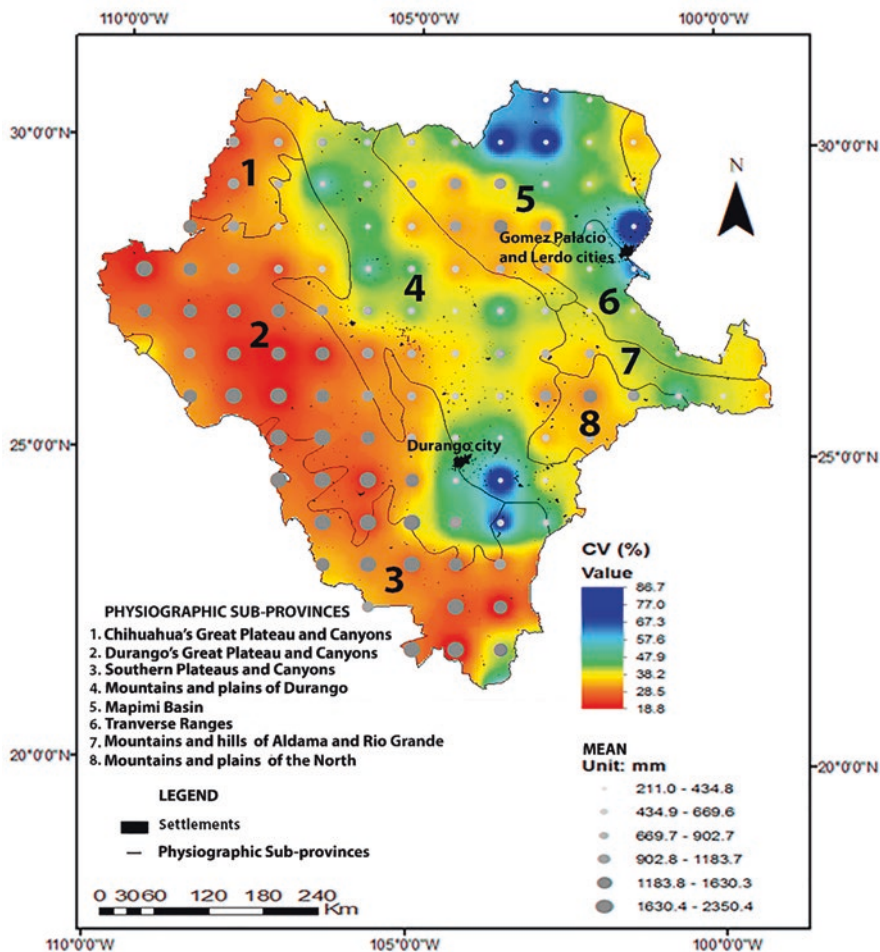 110°0'0"W 105°0'0"W 100°0'0"W
30°0'0"N 30°0'0"N
N
1
5
Gomez Palacio
and Lerdo cities
4
6
2
7
8
25°0'0"N 25°0'0"N
Durango city
3
CV (%)
Value
86.7
77.0
67.3
57.6
47.9
38.2
28.5
18.8
PHYSIOGRAPHIC SUB-PROVINCES
1. Chihuahua's Great Plateau and Canyons
2. Durango's Great Plateau and Canyons
3. Southern Plateaus and Canyons
4. Mountains and plains of Durango
5. Mapimi Basin
6. Tranverse Ranges
7. Mountains and hills of Aldama and Rio Grande
8. Mountains and plains of the North
20°0'0"N 20°0'0"N
MEAN
Unit: mm
211.0 - 434.8
434.9 - 669.6
669.7 - 902.7
902.8 - 1183.7
1183.8 - 1630.3
1630.4 - 2350.4
LEGEND
Settlements
Physiographic Sub-provinces
0 30 60 120 180 240
Km
110°0'0"W 105°0'0"W 100°0'0"W